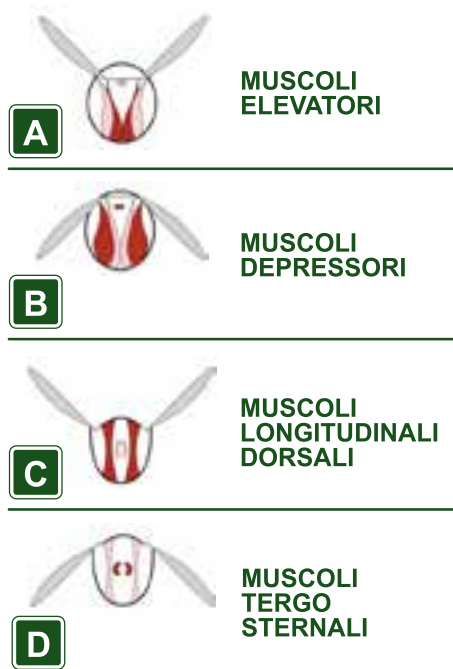 MUSCOLI
ELEVATORI
A
MUSCOLI
DEPRESSORI
B
MUSCOLI
LONGITUDINALI
DORSALI
C
MUSCOLI
TERGO
STERNALI
D